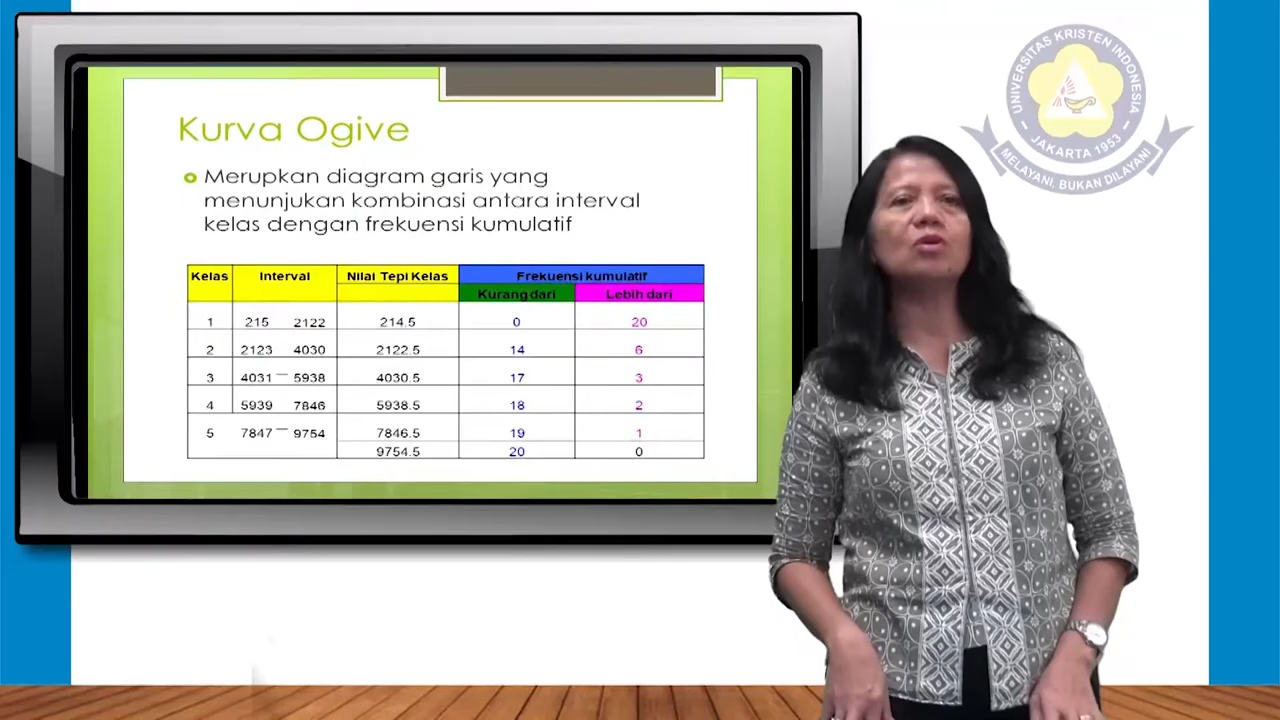 Kurva Ogive
Merupkan diagram garis yang
menunjukan kombinasi antara interval
kelas dengan frekuensi kumulatif
Kelas Interval Nilai Tepi Kelas Frekuensi kumulatif
Kurang dari Lebih dari
1 215 2122 214.5 0 20
2 2123 4030 2122.5 14 6
3 4031 – 5938 4030.5 17 3
4 5939 7846 5938.5 18 2
5 7847 – 9754 7846.5 19 1
9754.5 20 0
UNIVERSITAS KRISTEN INDONESIA
- JAKARTA 1953 -
MELAYANI, BUKAN DILAYANI